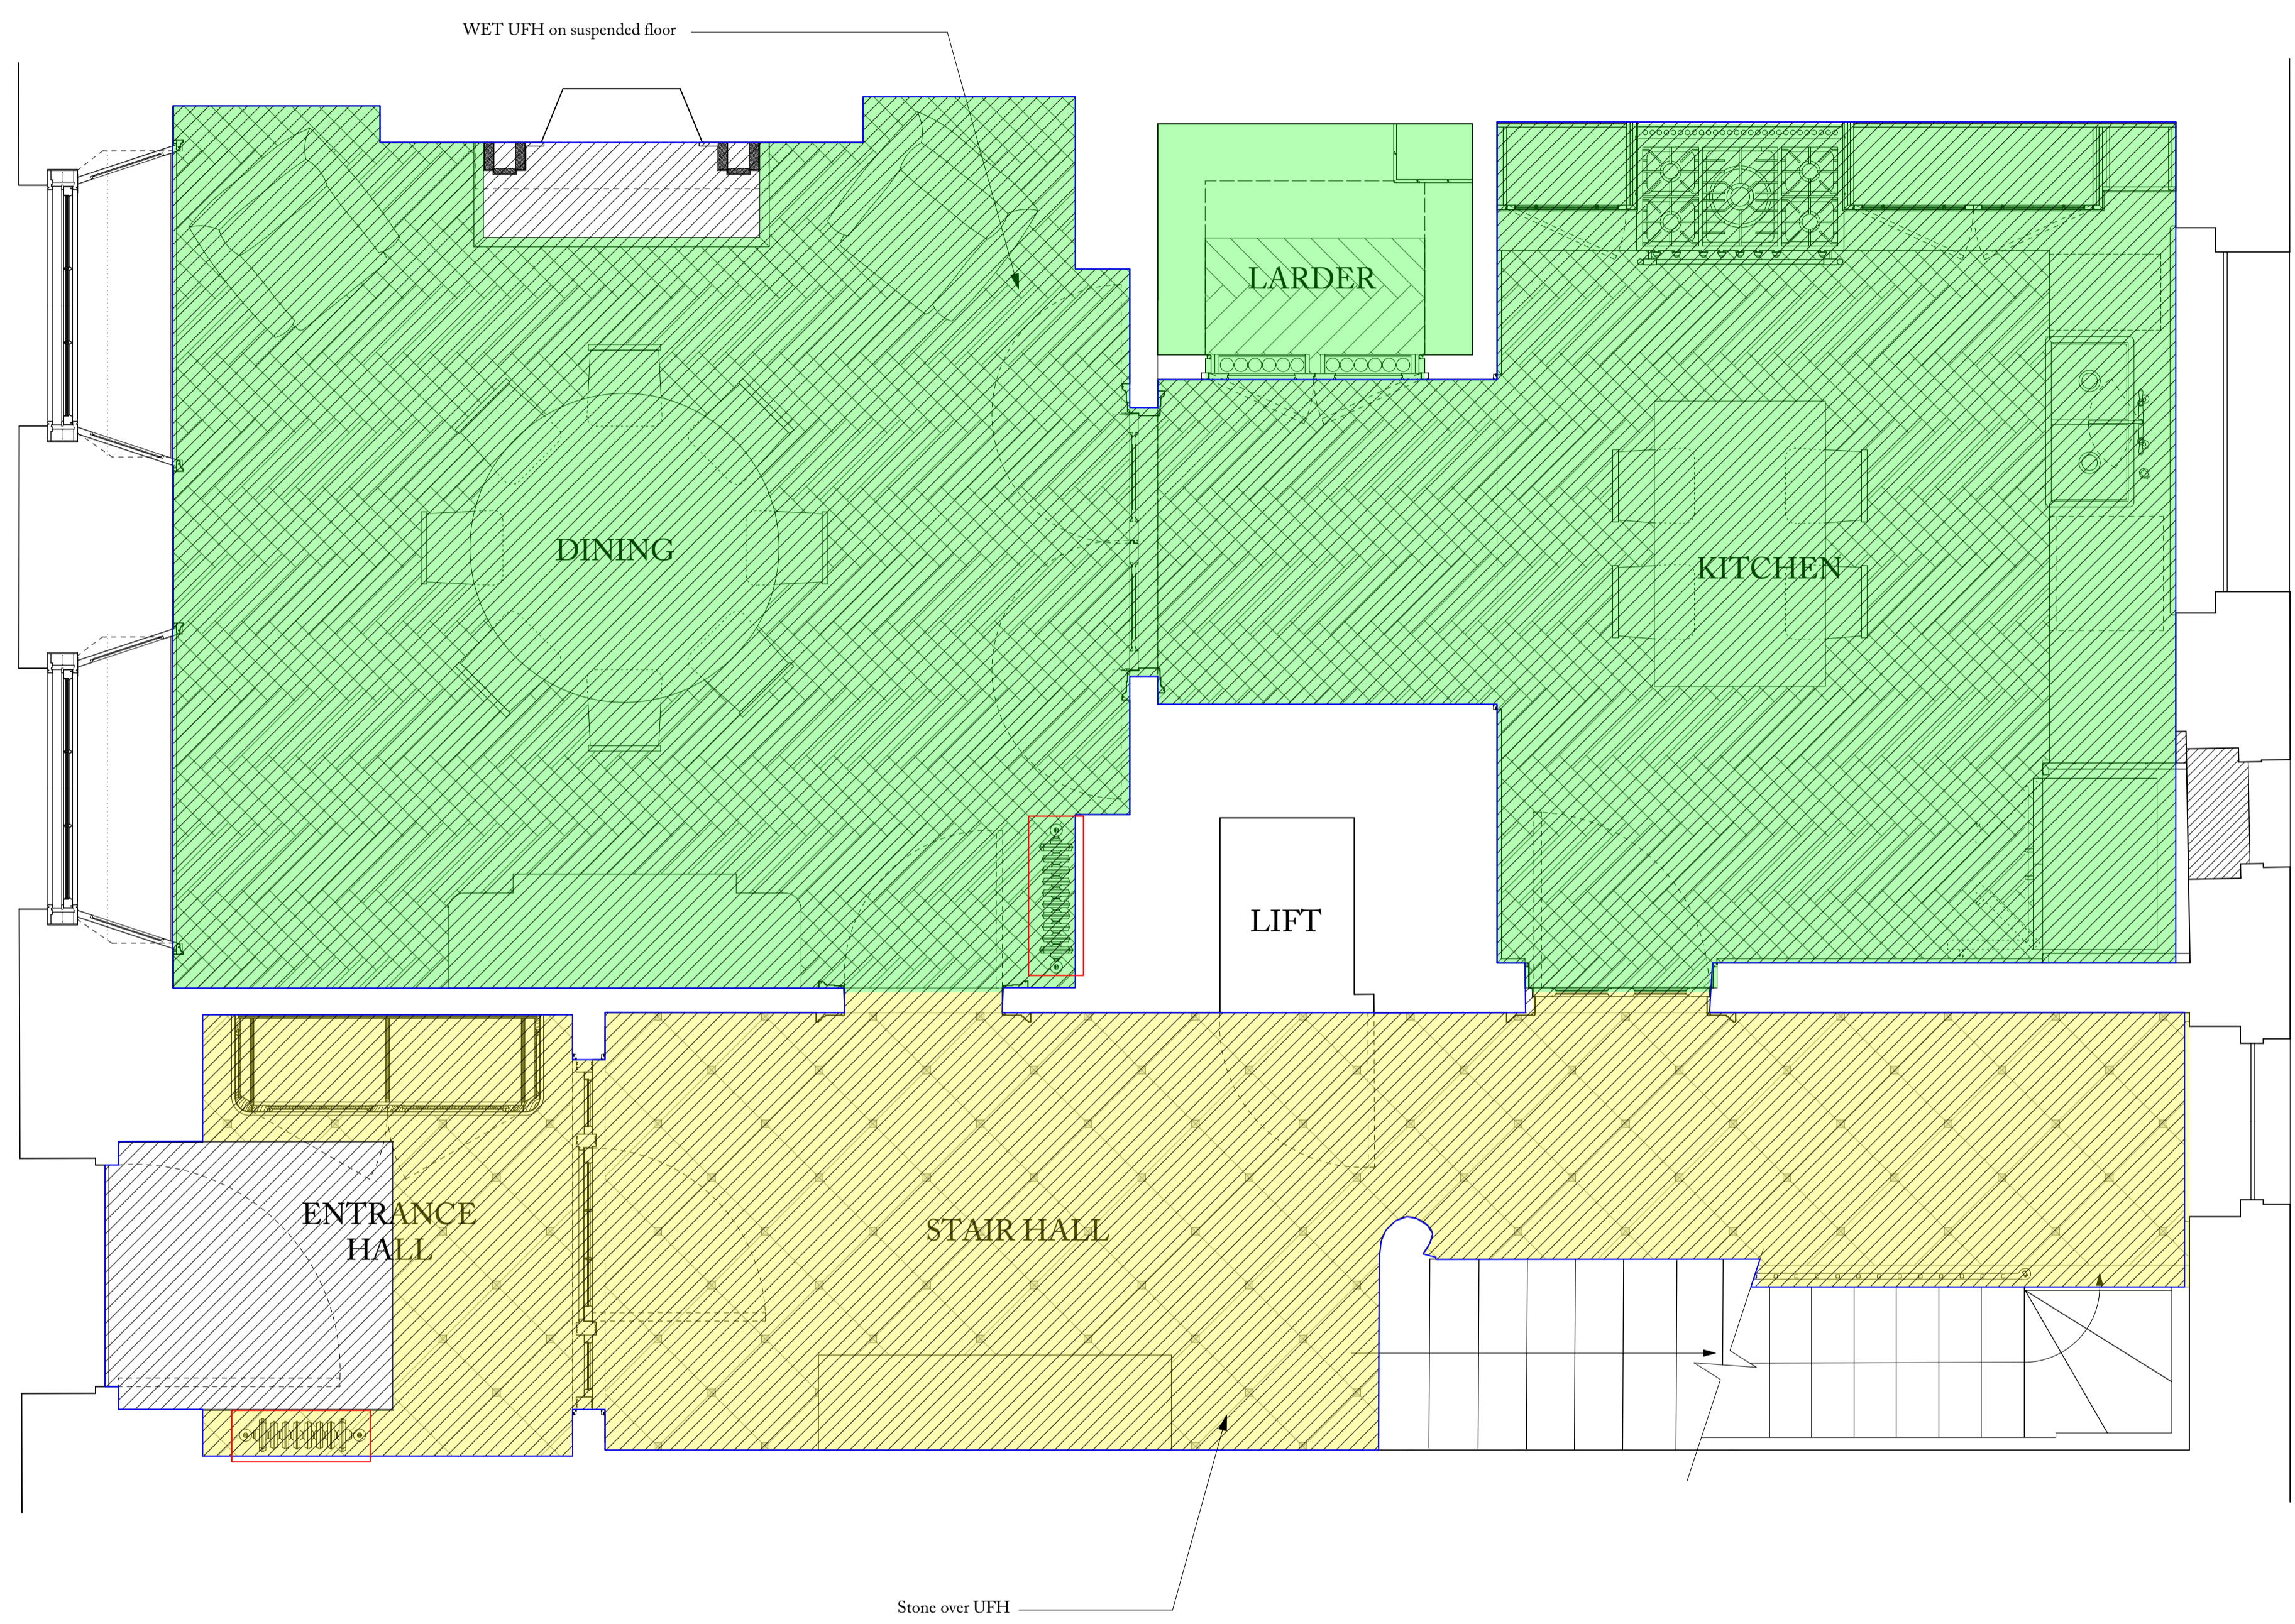 WET UFH on suspended floor
LARDER
DINING
KITCHEN
LIFT
ENTRANCE
HALL
STAIR HALL
Stone over UFH